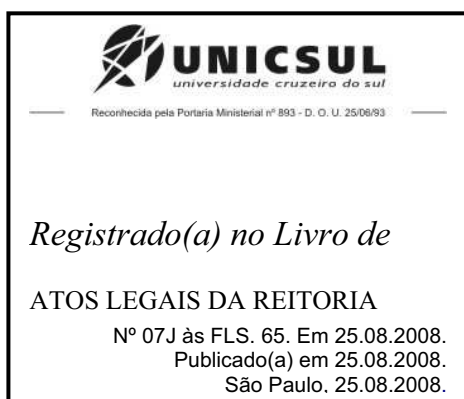 UNICSUL
universidade cruzeiro do sul
Reconhecida pela Portaria Ministerial nº 893 - D. O. U. 25/06/93
Registrado(a) no Livro de
ATOS LEGAIS DA REITORIA
Nº 07J às FLS. 65. Em 25.08.2008.
Publicado(a) em 25.08.2008.
São Paulo, 25.08.2008.